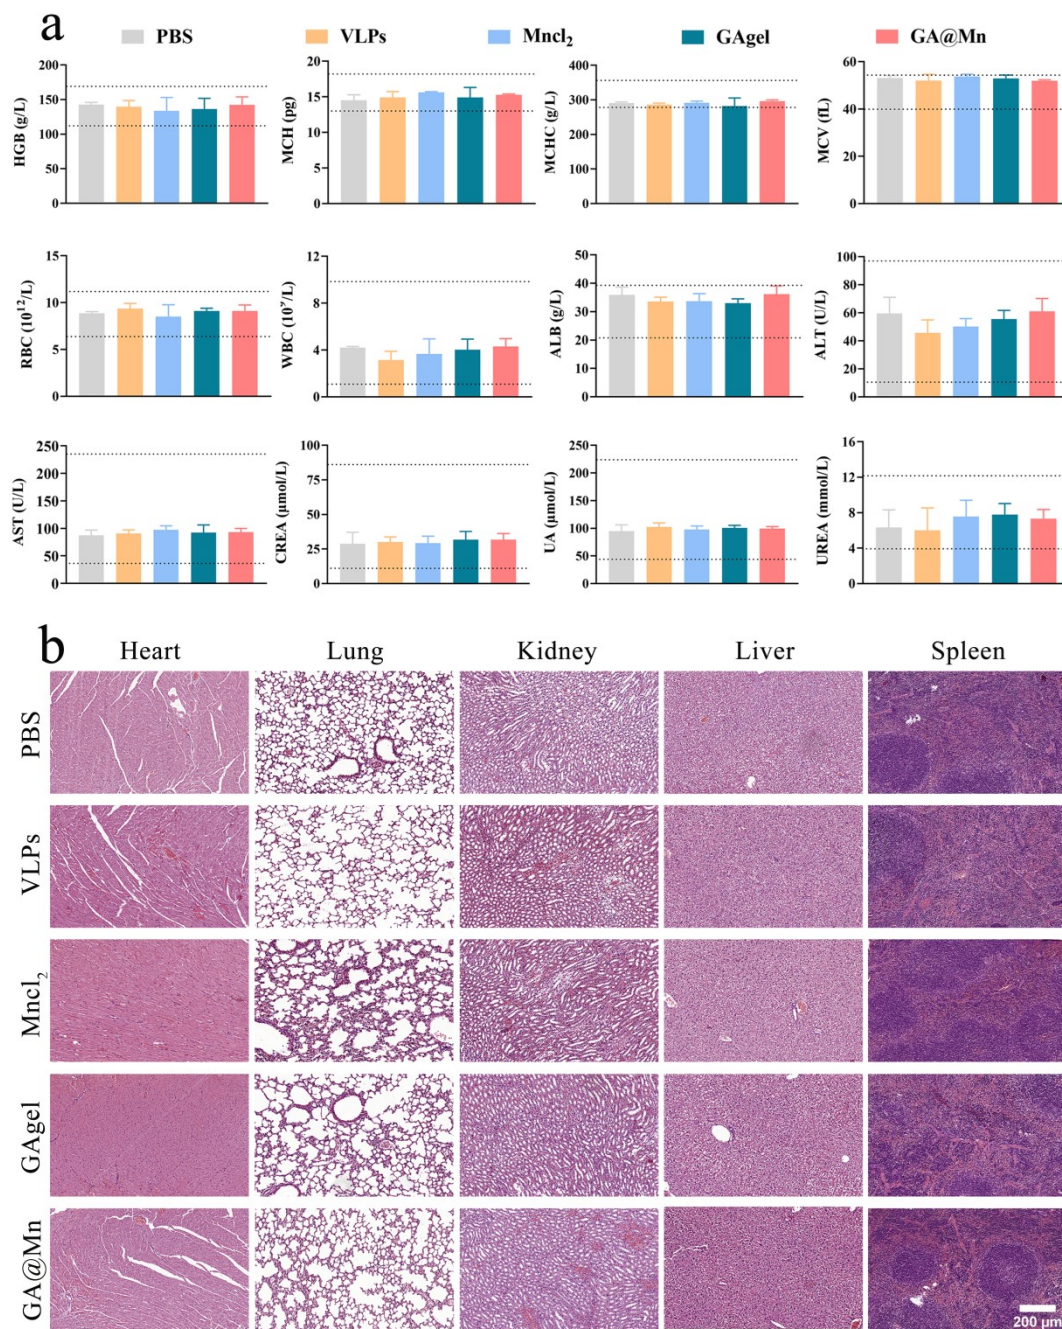 a
PBS VLPs Mncl₂ GAgel GA@Mn
HGB (g/L)
200
150
100
50
0
MCH (pg)
20
15
10
5
0
MCHC (g/L)
400
300
200
100
0
MCV (fL)
60
40
20
0
RBC (10¹²/L)
15
10
5
0
WBC (10⁹/L)
12
8
4
0
ALB (g/L)
50
40
30
20
10
0
ALT (U/L)
100
80
60
40
20
0
AST (U/L)
250
200
150
100
50
0
CREA (μmol/L)
100
75
50
25
0
UA (μmol/L)
250
200
150
100
50
0
UREA (mmol/L)
16
12
8
4
0
b
Heart Lung Kidney Liver Spleen
PBS
VLPs
Mncl₂
GAgel
GA@Mn
200 μm